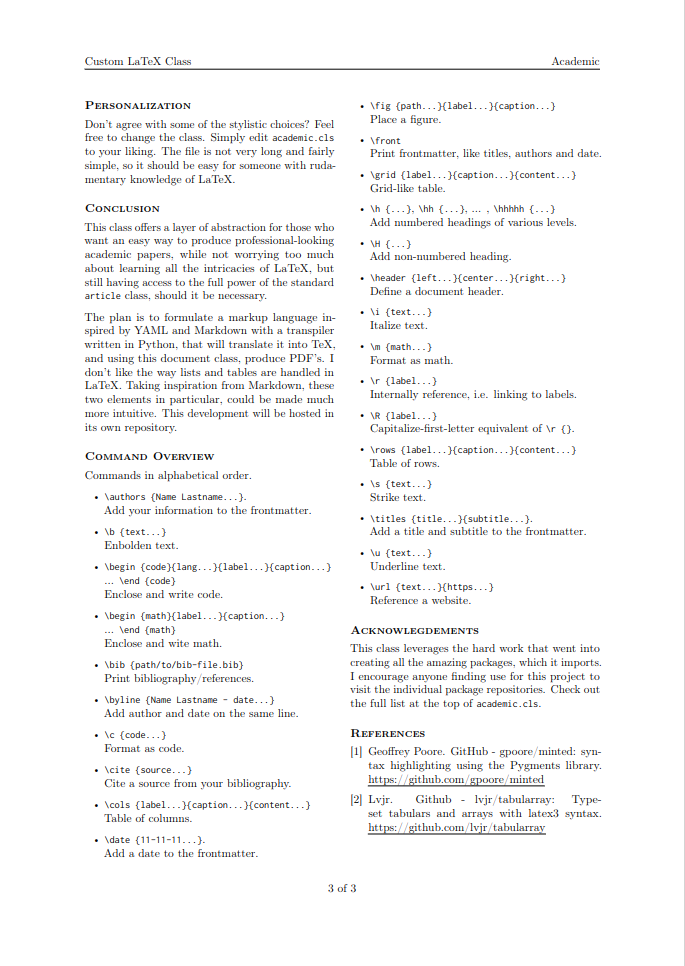 Custom LaTeX Class
Academic
Personalization
Don't agree with some of the stylistic choices? Feel
free to change the class. Simply edit academic.cls
to your liking. The file is not very long and fairly
simple, so it should be easy for someone with ruda-
mentary knowledge of LaTeX.
Conclusion
This class offers a layer of abstraction for those who
want an easy way to produce professional-looking
academic papers, while not worrying too much
about learning all the intricacies of LaTeX, but
still having access to the full power of the standard
article class, should it be necessary.
The plan is to formulate a markup language in-
spired by YAML and Markdown with a transpiler
written in Python, that will translate it into TeX,
and using this document class, produce PDF's. I
don't like the way lists and tables are handled in
LaTeX. Taking inspiration from Markdown, these
two elements in particular, could be made much
more intuitive. This development will be hosted in
its own repository.
Command Overview
Commands in alphabetical order.
• \authors {Name Lastname...}.
Add your information to the frontmatter.
• \b {text...}
Enbolden text.
• \begin {code}{lang...}{label...}{caption...}
... \end {code}
Enclose and write code.
• \begin {math}{label...}{caption...}
... \end {math}
Enclose and wite math.
• \bib {path/to/bib-file.bib}
Print bibliography/references.
• \byline {Name Lastname - date...}
Add author and date on the same line.
• \c {code...}
Format as code.
• \cite {source...}
Cite a source from your bibliography.
• \cols {label...}{caption...}{content...}
Table of columns.
• \date {11-11-11...}.
Add a date to the frontmatter.
• \fig {path...}{label...}{caption...}
Place a figure.
• \front
Print frontmatter, like titles, authors and date.
• \grid {label...}{caption...}{content...}
Grid-like table.
• \h {...}, \hh {...}, ... , \hhhhh {...}
Add numbered headings of various levels.
• \H {...}
Add non-numbered heading.
• \header {left...}{center...}{right...}
Define a document header.
• \i {text...}
Italize text.
• \m {math...}
Format as math.
• \r {label...}
Internally reference, i.e. linking to labels.
• \R {label...}
Capitalize-first-letter equivalent of \r {}.
• \rows {label...}{caption...}{content...}
Table of rows.
• \s {text...}
Strike text.
• \titles {title...}{subtitle...}.
Add a title and subtitle to the frontmatter.
• \u {text...}
Underline text.
• \url {text...}{https...}
Reference a website.
Acknowlegdements
This class leverages the hard work that went into
creating all the amazing packages, which it imports.
I encourage anyone finding use for this project to
visit the individual package repositories. Check out
the full list at the top of academic.cls.
References
[1] Geoffrey Poore. GitHub - gpoore/minted: syn-
tax highlighting using the Pygments library.
https://github.com/gpoore/minted
[2] Lvjr. Github - lvjr/tabularray: Type-
set tabulars and arrays with latex3 syntax.
https://github.com/lvjr/tabularray
3 of 3